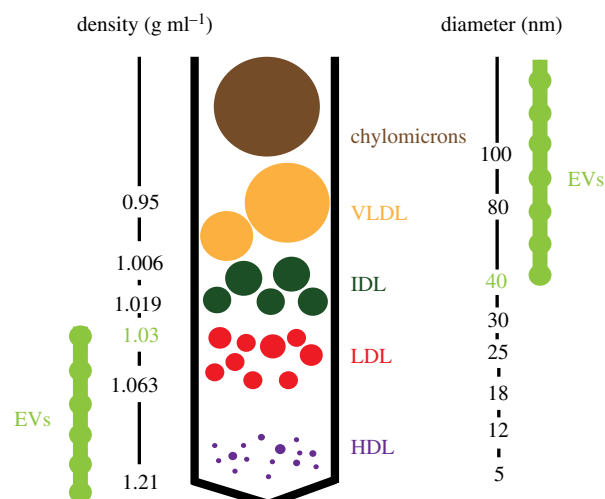 density (g ml⁻¹)
diameter (nm)
chylomicrons
100
EVs
0.95
VLDL
80
1.006
IDL
40
1.019
30
1.03
LDL
25
1.063
18
EVs
HDL
12
1.21
5